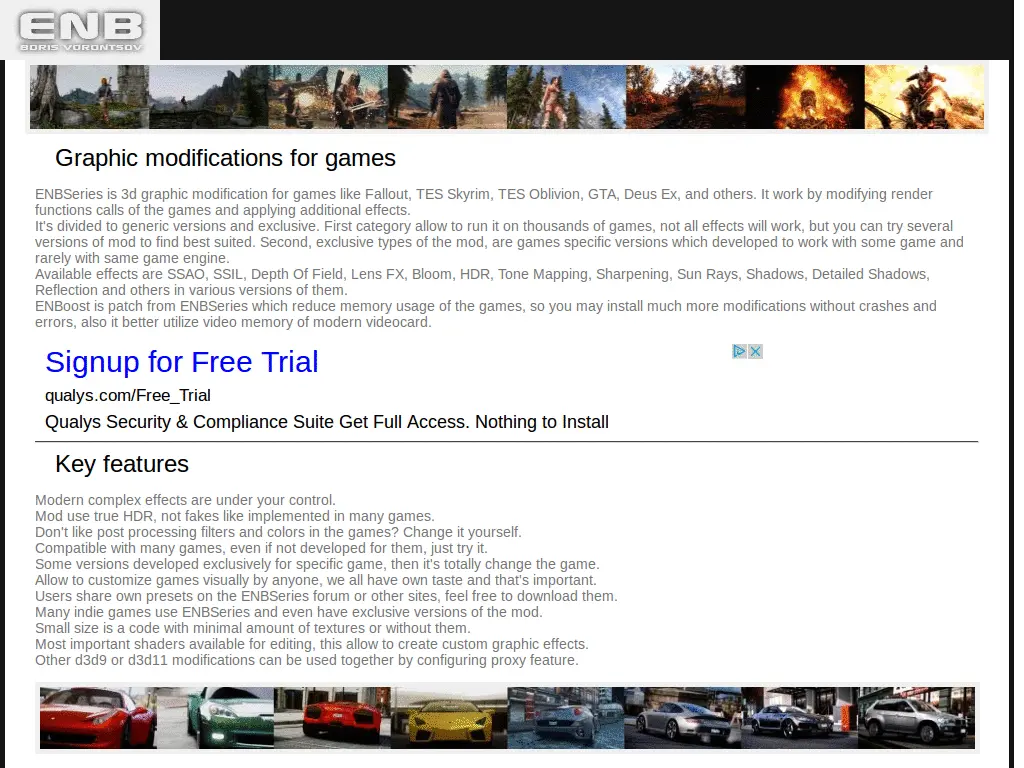 ENB
BORIS VORONTSOV
Graphic modifications for games
ENBSeries is 3d graphic modification for games like Fallout, TES Skyrim, TES Oblivion, GTA, Deus Ex, and others. It work by modifying render
functions calls of the games and applying additional effects.
It's divided to generic versions and exclusive. First category allow to run it on thousands of games, not all effects will work, but you can try several
versions of mod to find best suited. Second, exclusive types of the mod, are games specific versions which developed to work with some game and
rarely with same game engine.
Available effects are SSAO, SSIL, Depth Of Field, Lens FX, Bloom, HDR, Tone Mapping, Sharpening, Sun Rays, Shadows, Detailed Shadows,
Reflection and others in various versions of them.
ENBoost is patch from ENBSeries which reduce memory usage of the games, so you may install much more modifications without crashes and
errors, also it better utilize video memory of modern videocard.
Signup for Free Trial
qualys.com/Free_Trial
Qualys Security & Compliance Suite Get Full Access. Nothing to Install
Key features
Modern complex effects are under your control.
Mod use true HDR, not fakes like implemented in many games.
Don't like post processing filters and colors in the games? Change it yourself.
Compatible with many games, even if not developed for them, just try it.
Some versions developed exclusively for specific game, then it's totally change the game.
Allow to customize games visually by anyone, we all have own taste and that's important.
Users share own presets on the ENBSeries forum or other sites, feel free to download them.
Many indie games use ENBSeries and even have exclusive versions of the mod.
Small size is a code with minimal amount of textures or without them.
Most important shaders available for editing, this allow to create custom graphic effects.
Other d3d9 or d3d11 modifications can be used together by configuring proxy feature.